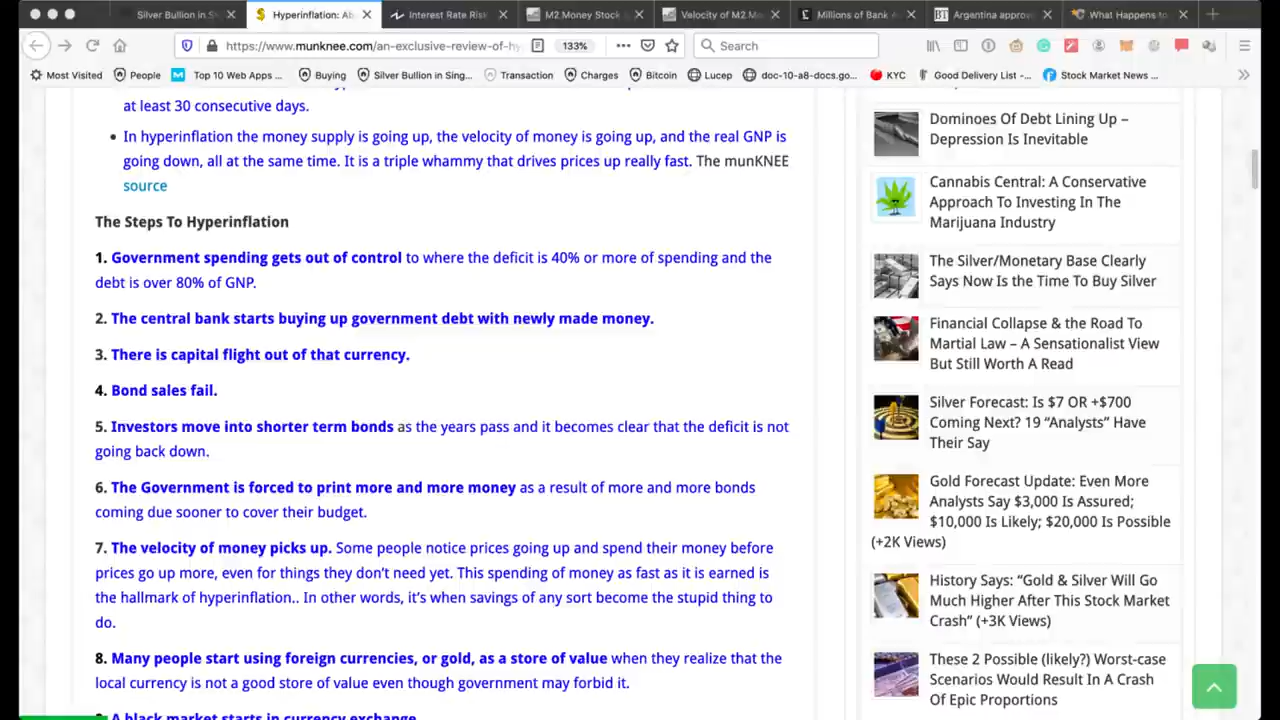 Silver Bullion in S
Hyperinflation: Ab
Interest Rate Risk
M2 Money Stock
Velocity of M2 M
Millions of Bank
Argentina approv
What Happens to
https://www.munknee.com/an-exclusive-review-of-hy
133%
Search
Most Visited
People
Top 10 Web Apps ...
Buying
Silver Bullion in Sing...
Transaction
Charges
Bitcoin
Lucep
doc-10-a8-docs.go...
KYC
Good Delivery List -...
Stock Market News ...
at least 30 consecutive days.
• In hyperinflation the money supply is going up, the velocity of money is going up, and the real GNP is
going down, all at the same time. It is a triple whammy that drives prices up really fast. The munKNEE
source
The Steps To Hyperinflation
1. Government spending gets out of control to where the deficit is 40% or more of spending and the
debt is over 80% of GNP.
2. The central bank starts buying up government debt with newly made money.
3. There is capital flight out of that currency.
4. Bond sales fail.
5. Investors move into shorter term bonds as the years pass and it becomes clear that the deficit is not
going back down.
6. The Government is forced to print more and more money as a result of more and more bonds
coming due sooner to cover their budget.
7. The velocity of money picks up. Some people notice prices going up and spend their money before
prices go up more, even for things they don't need yet. This spending of money as fast as it is earned is
the hallmark of hyperinflation.. In other words, it's when savings of any sort become the stupid thing to
do.
8. Many people start using foreign currencies, or gold, as a store of value when they realize that the
local currency is not a good store of value even though government may forbid it.
9. A black market starts in currency exchange
Dominoes Of Debt Lining Up –
Depression Is Inevitable
Cannabis Central: A Conservative
Approach To Investing In The
Marijuana Industry
The Silver/Monetary Base Clearly
Says Now Is the Time To Buy Silver
Financial Collapse & the Road To
Martial Law – A Sensationalist View
But Still Worth A Read
Silver Forecast: Is $7 OR +$700
Coming Next? 19 "Analysts" Have
Their Say
Gold Forecast Update: Even More
Analysts Say $3,000 Is Assured;
$10,000 Is Likely; $20,000 Is Possible
(+2K Views)
History Says: "Gold & Silver Will Go
Much Higher After This Stock Market
Crash" (+3K Views)
These 2 Possible (likely?) Worst-case
Scenarios Would Result In A Crash
Of Epic Proportions